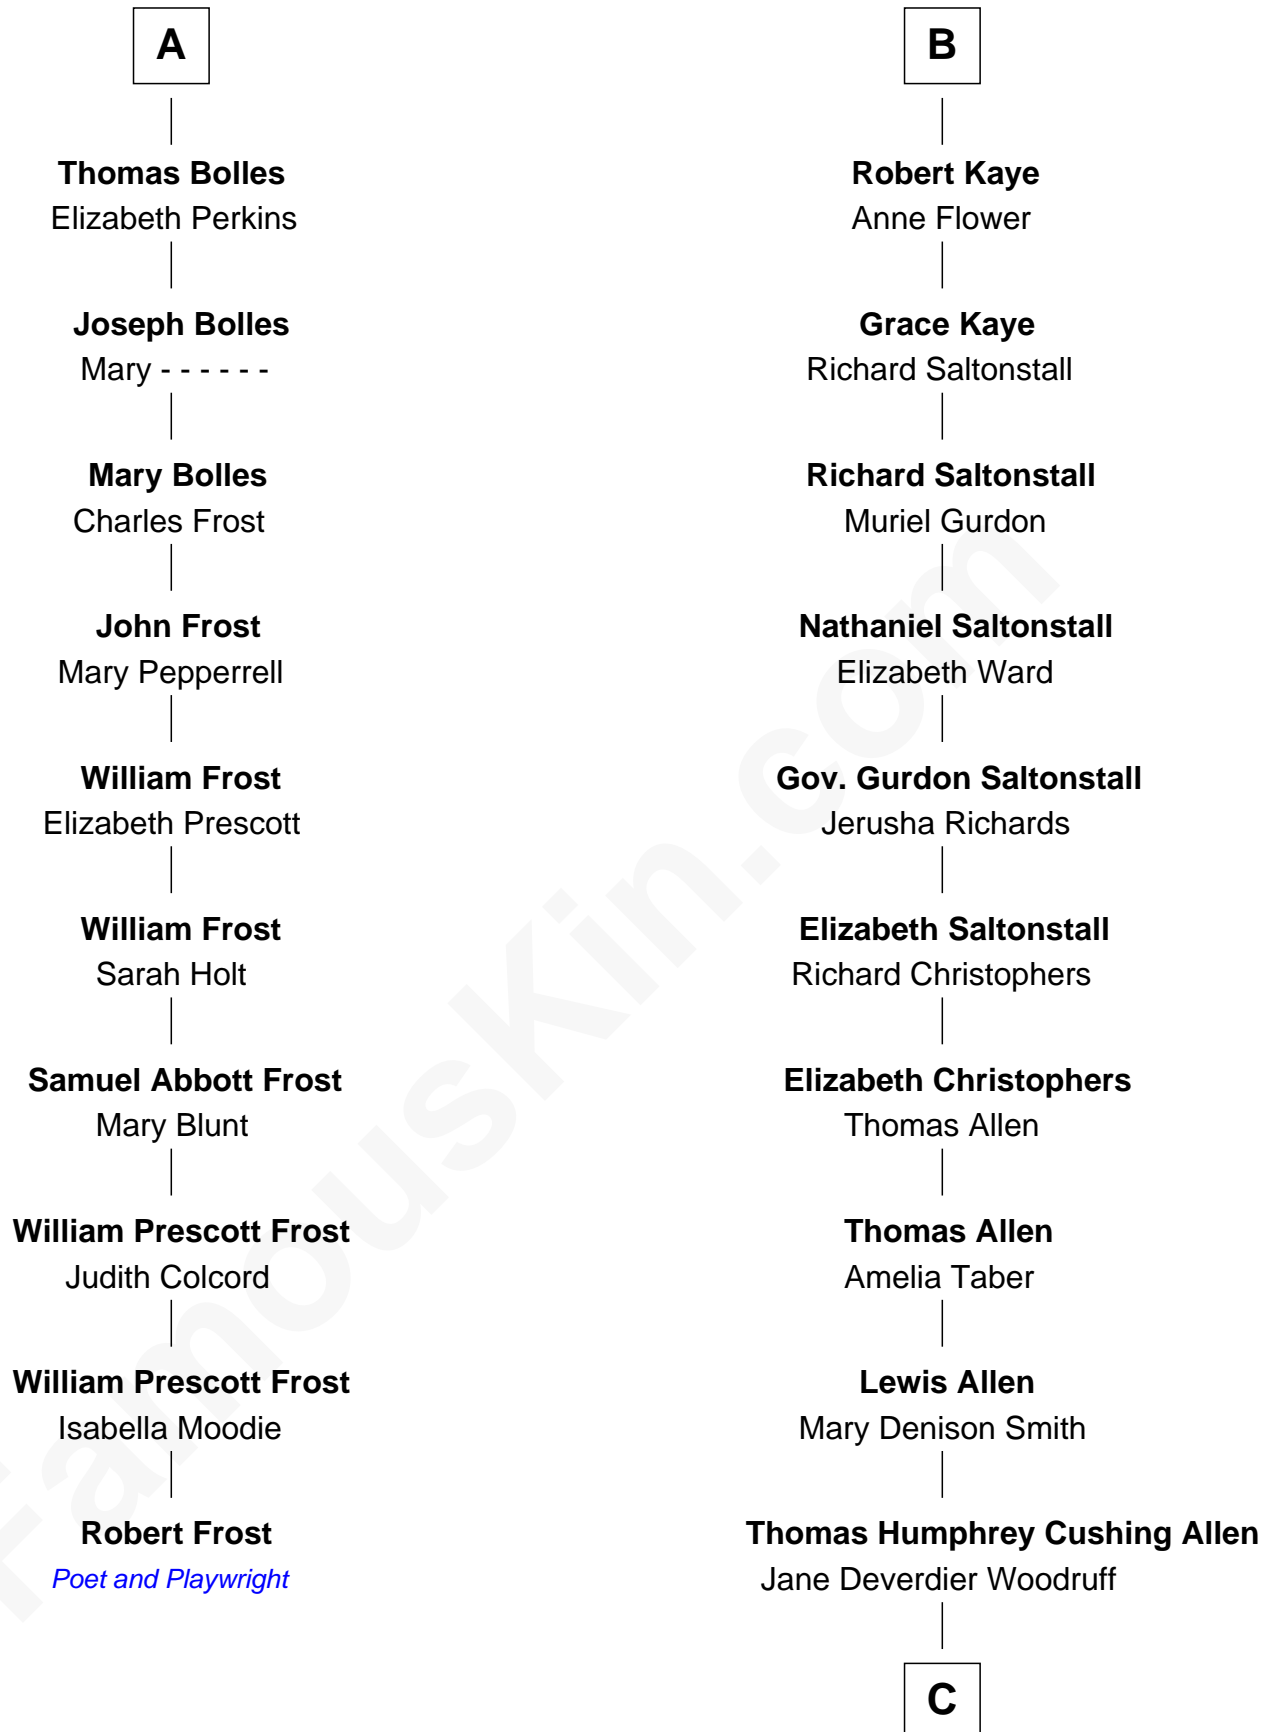 A
Thomas Bolles
Elizabeth Perkins
Joseph Bolles
Mary - - - - - -
Mary Bolles
Charles Frost
John Frost
Mary Pepperrell
William Frost
Elizabeth Prescott
William Frost
Sarah Holt
Samuel Abbott Frost
Mary Blunt
William Prescott Frost
Judith Colcord
William Prescott Frost
Isabella Moodie
Robert Frost
Poet and Playwright
B
Robert Kaye
Anne Flower
Grace Kaye
Richard Saltonstall
Richard Saltonstall
Muriel Gurdon
Nathaniel Saltonstall
Elizabeth Ward
Gov. Gurdon Saltonstall
Jerusha Richards
Elizabeth Saltonstall
Richard Christophers
Elizabeth Christophers
Thomas Allen
Thomas Allen
Amelia Taber
Lewis Allen
Mary Denison Smith
Thomas Humphrey Cushing Allen
Jane Deverdier Woodruff
C
FamousKin.com